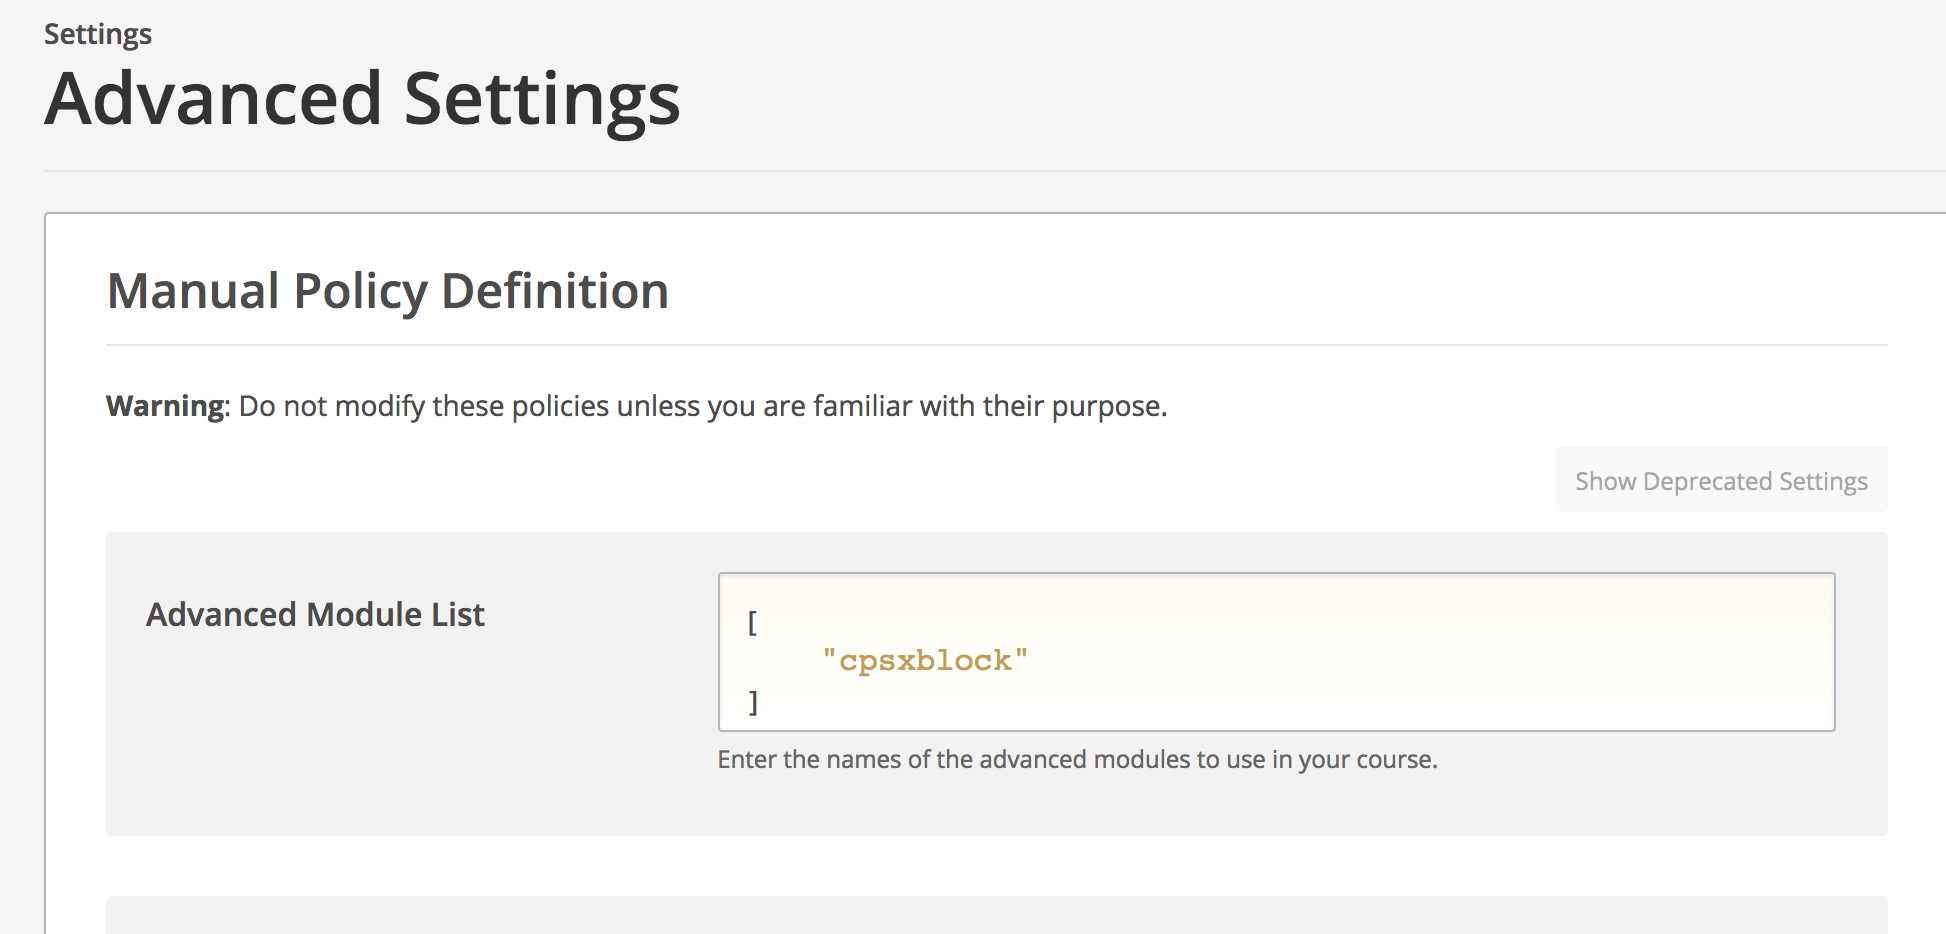 Settings
Advanced Settings
Manual Policy Definition
Warning: Do not modify these policies unless you are familiar with their purpose.
Show Deprecated Settings
Advanced Module List
[
"cpsxblock"
]
Enter the names of the advanced modules to use in your course.